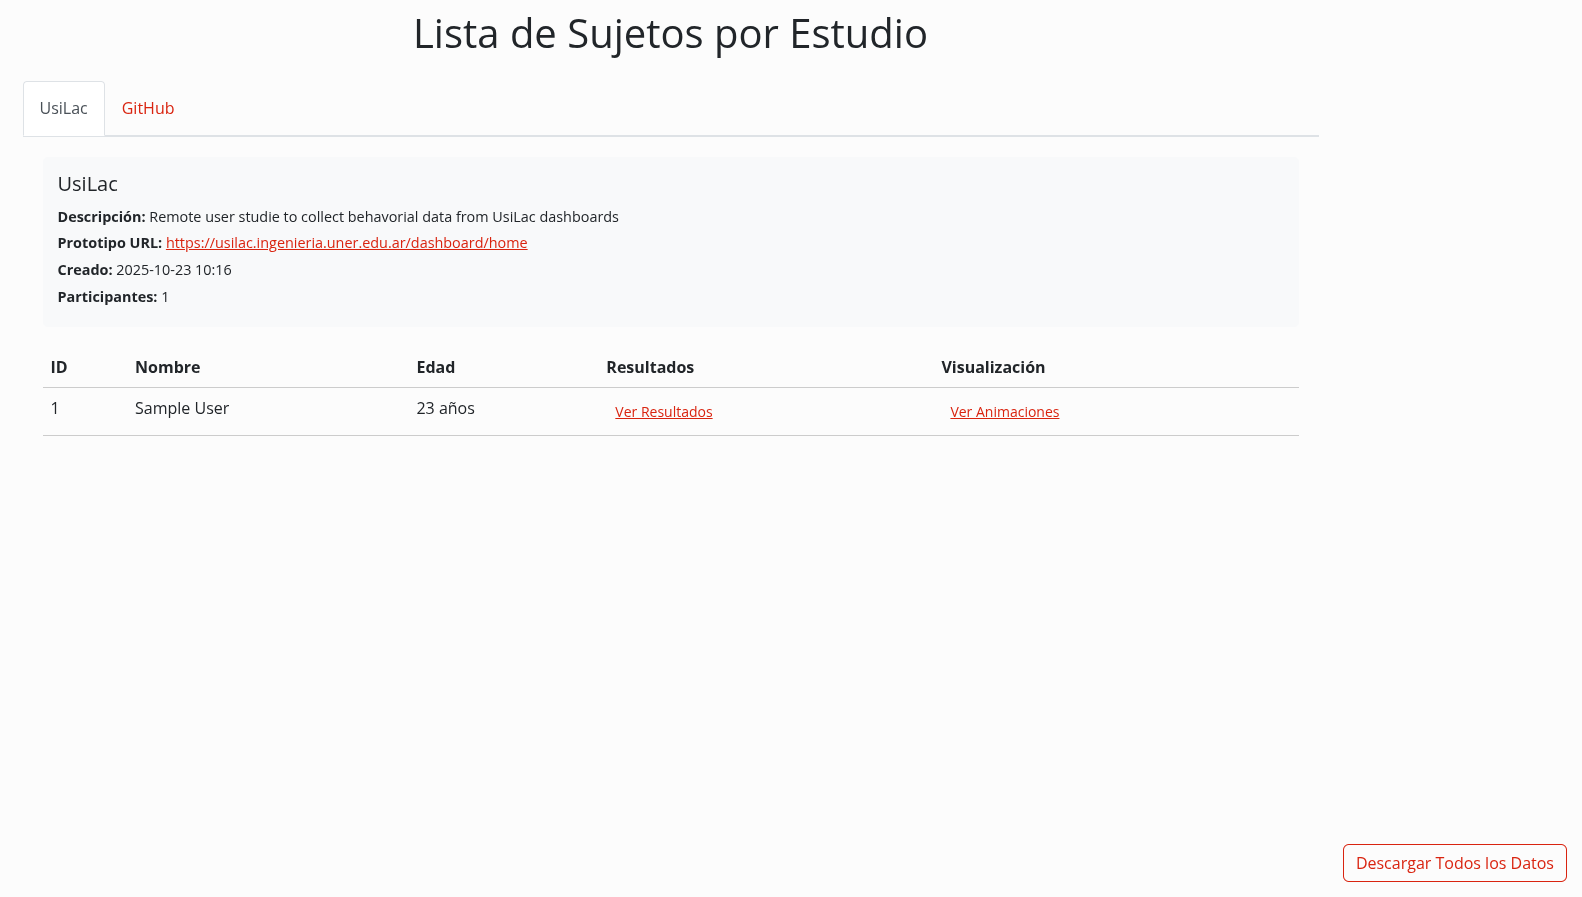 Lista de Sujetos por Estudio
UsiLac GitHub
UsiLac
Descripción: Remote user studie to collect behavorial data from UsiLac dashboards
Prototipo URL: https://usilac.ingenieria.uner.edu.ar/dashboard/home
Creado: 2025-10-23 10:16
Participantes: 1
ID Nombre Edad Resultados Visualización
1 Sample User 23 años Ver Resultados Ver Animaciones
Descargar Todos los Datos